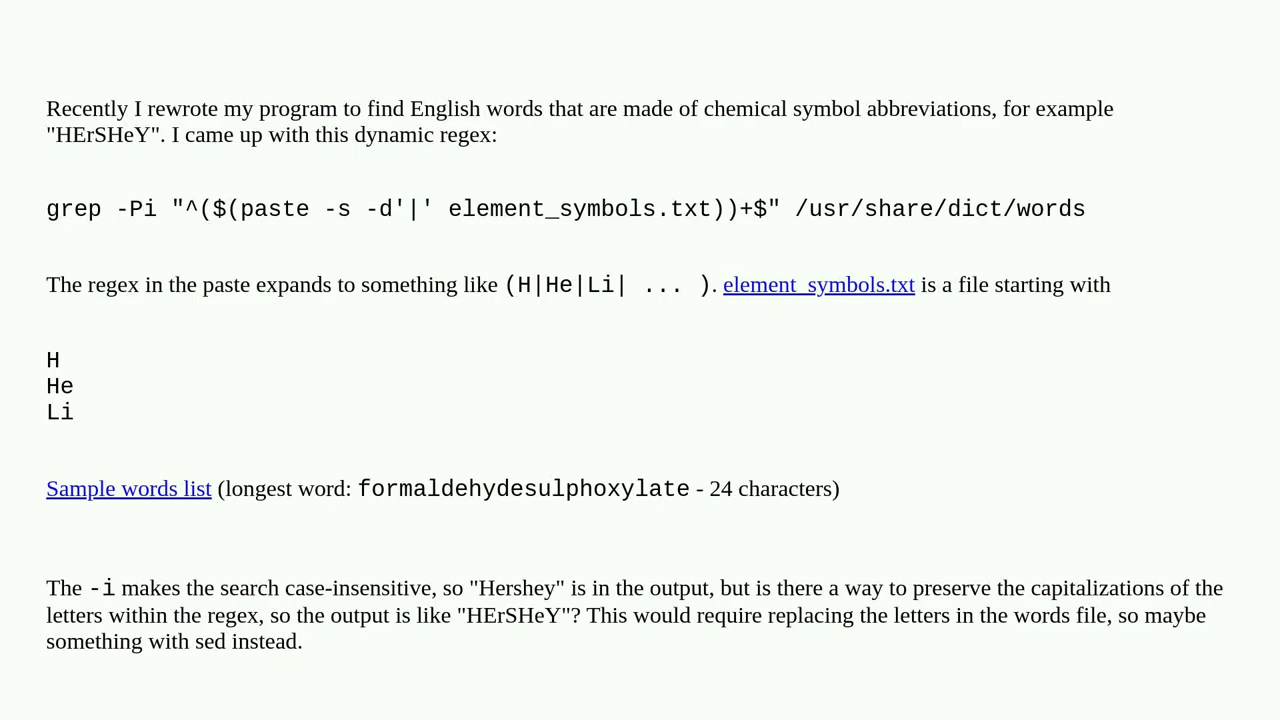 Recently I rewrote my program to find English words that are made of chemical symbol abbreviations, for example
"HErSHeY". I came up with this dynamic regex:
grep -Pi "^($(paste -s -d'|' element_symbols.txt))+$" /usr/share/dict/words
The regex in the paste expands to something like (H|He|Li| ... ). element_symbols.txt is a file starting with
H
He
Li
Sample words list (longest word: formaldehydesulphoxylate - 24 characters)
The -i makes the search case-insensitive, so "Hershey" is in the output, but is there a way to preserve the capitalizations of the
letters within the regex, so the output is like "HErSHeY"? This would require replacing the letters in the words file, so maybe
something with sed instead.